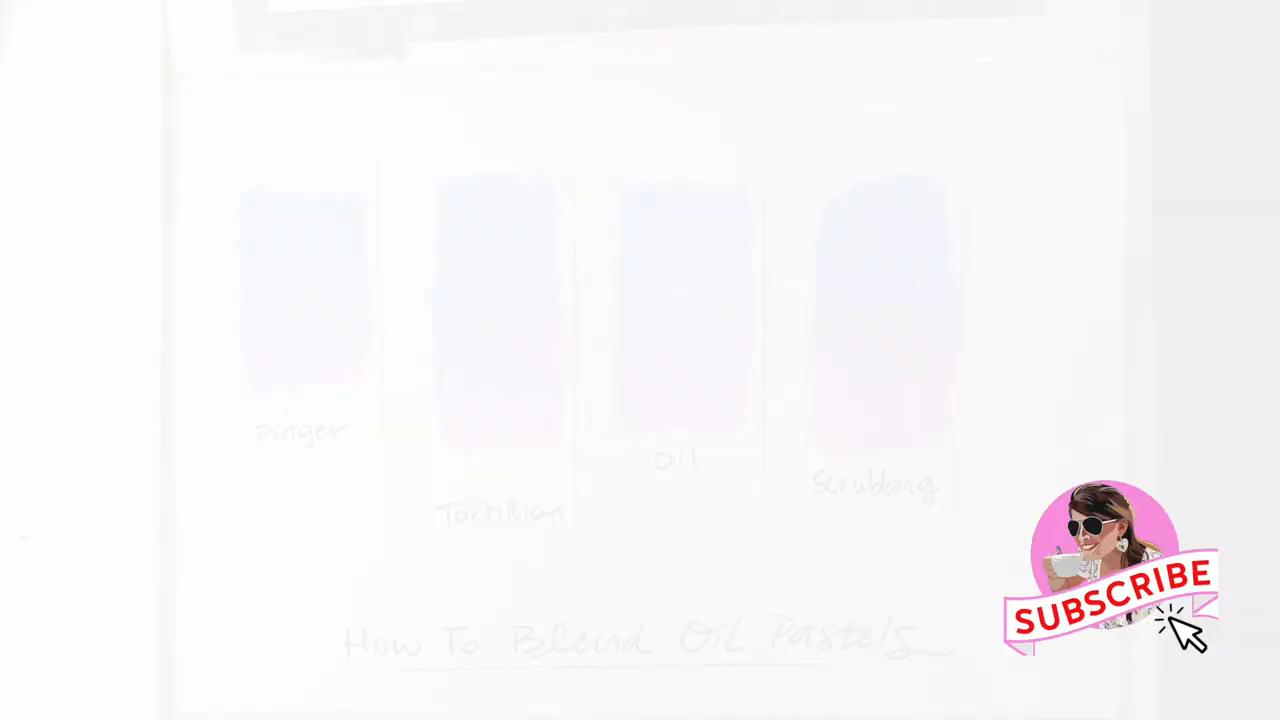 Finger
Oil
Scrubbing
Tortillion
How To Blend Oil Pastels
SUBSCRIBE